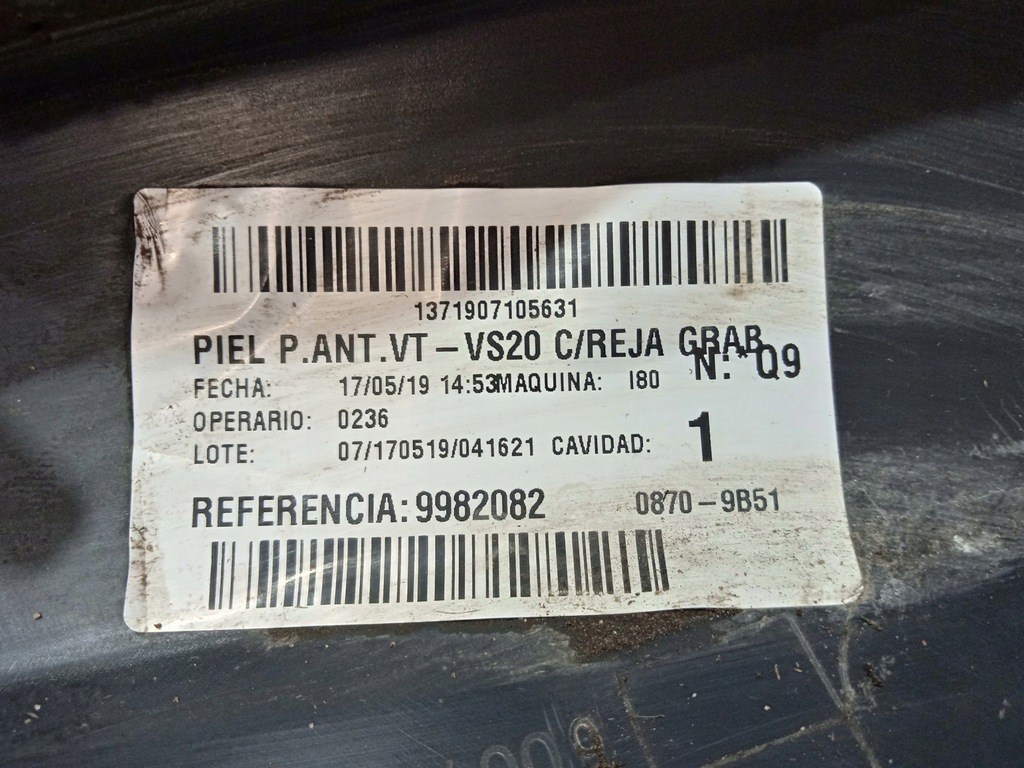 1371907105631
PIEL P.ANT.VT-VS20 C/REJA GRAB
N:*Q9
FECHA: 17/05/19 14:53 MAQUINA: I80
OPERARIO: 0236
1
LOTE: 07/170519/041621 CAVIDAD:
REFERENCIA:9982082 0870-9B51